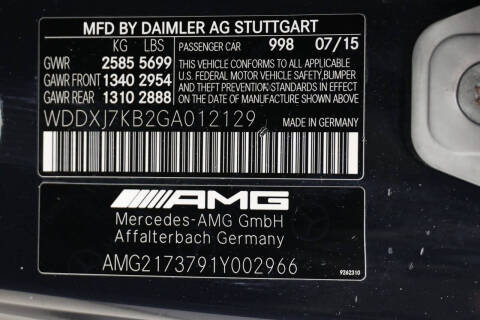 MFD BY DAIMLER AG STUTTGART
KG LBS PASSENGER CAR 998 07/15
GVWR 2585 5699
GAWR FRONT 1340 2954
GAWR REAR 1310 2888
THIS VEHICLE CONFORMS TO ALL APPLICABLE
U.S. FEDERAL MOTOR VEHICLE SAFETY, BUMPER
AND THEFT PREVENTION STANDARDS IN EFFECT
ON THE DATE OF MANUFACTURE SHOWN ABOVE.
WDDXJ7KB2GA012129 MADE IN GERMANY
AMG
Mercedes-AMG GmbH
Affalterbach Germany
AMG2173791Y002966
9262310